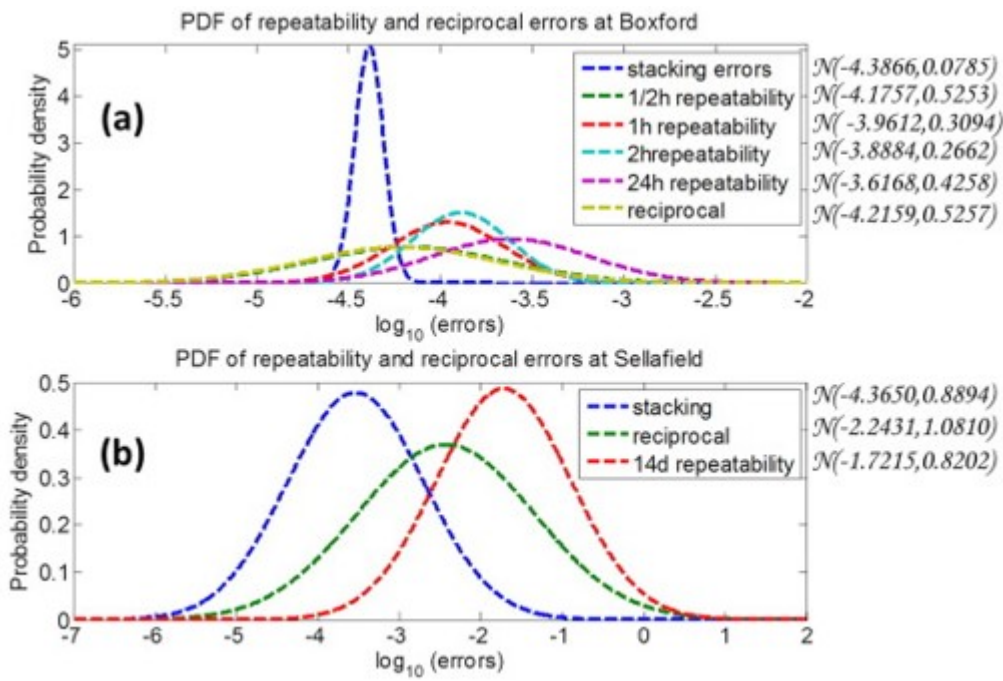 PDF of repeatability and reciprocal errors at Boxford
(a)
Probability density
5
4
3
2
1
0
-6 -5.5 -5 -4.5 -4 -3.5 -3 -2.5 -2
log10 (errors)
stacking errors N(-4.3866,0.0785)
1/2h repeatability N(-4.1757,0.5253)
1h repeatability N( -3.9612,0.3094)
2hrepeatability N(-3.8884,0.2662)
24h repeatability N(-3.6168,0.4258)
reciprocal N(-4.2159,0.5257)
PDF of repeatability and reciprocal errors at Sellafield
(b)
Probability density
0.5
0.4
0.3
0.2
0.1
0
-7 -6 -5 -4 -3 -2 -1 0 1 2
log10 (errors)
stacking N(-4.3650,0.8894)
reciprocal N(-2.2431,1.0810)
14d repeatability N(-1.7215,0.8202)